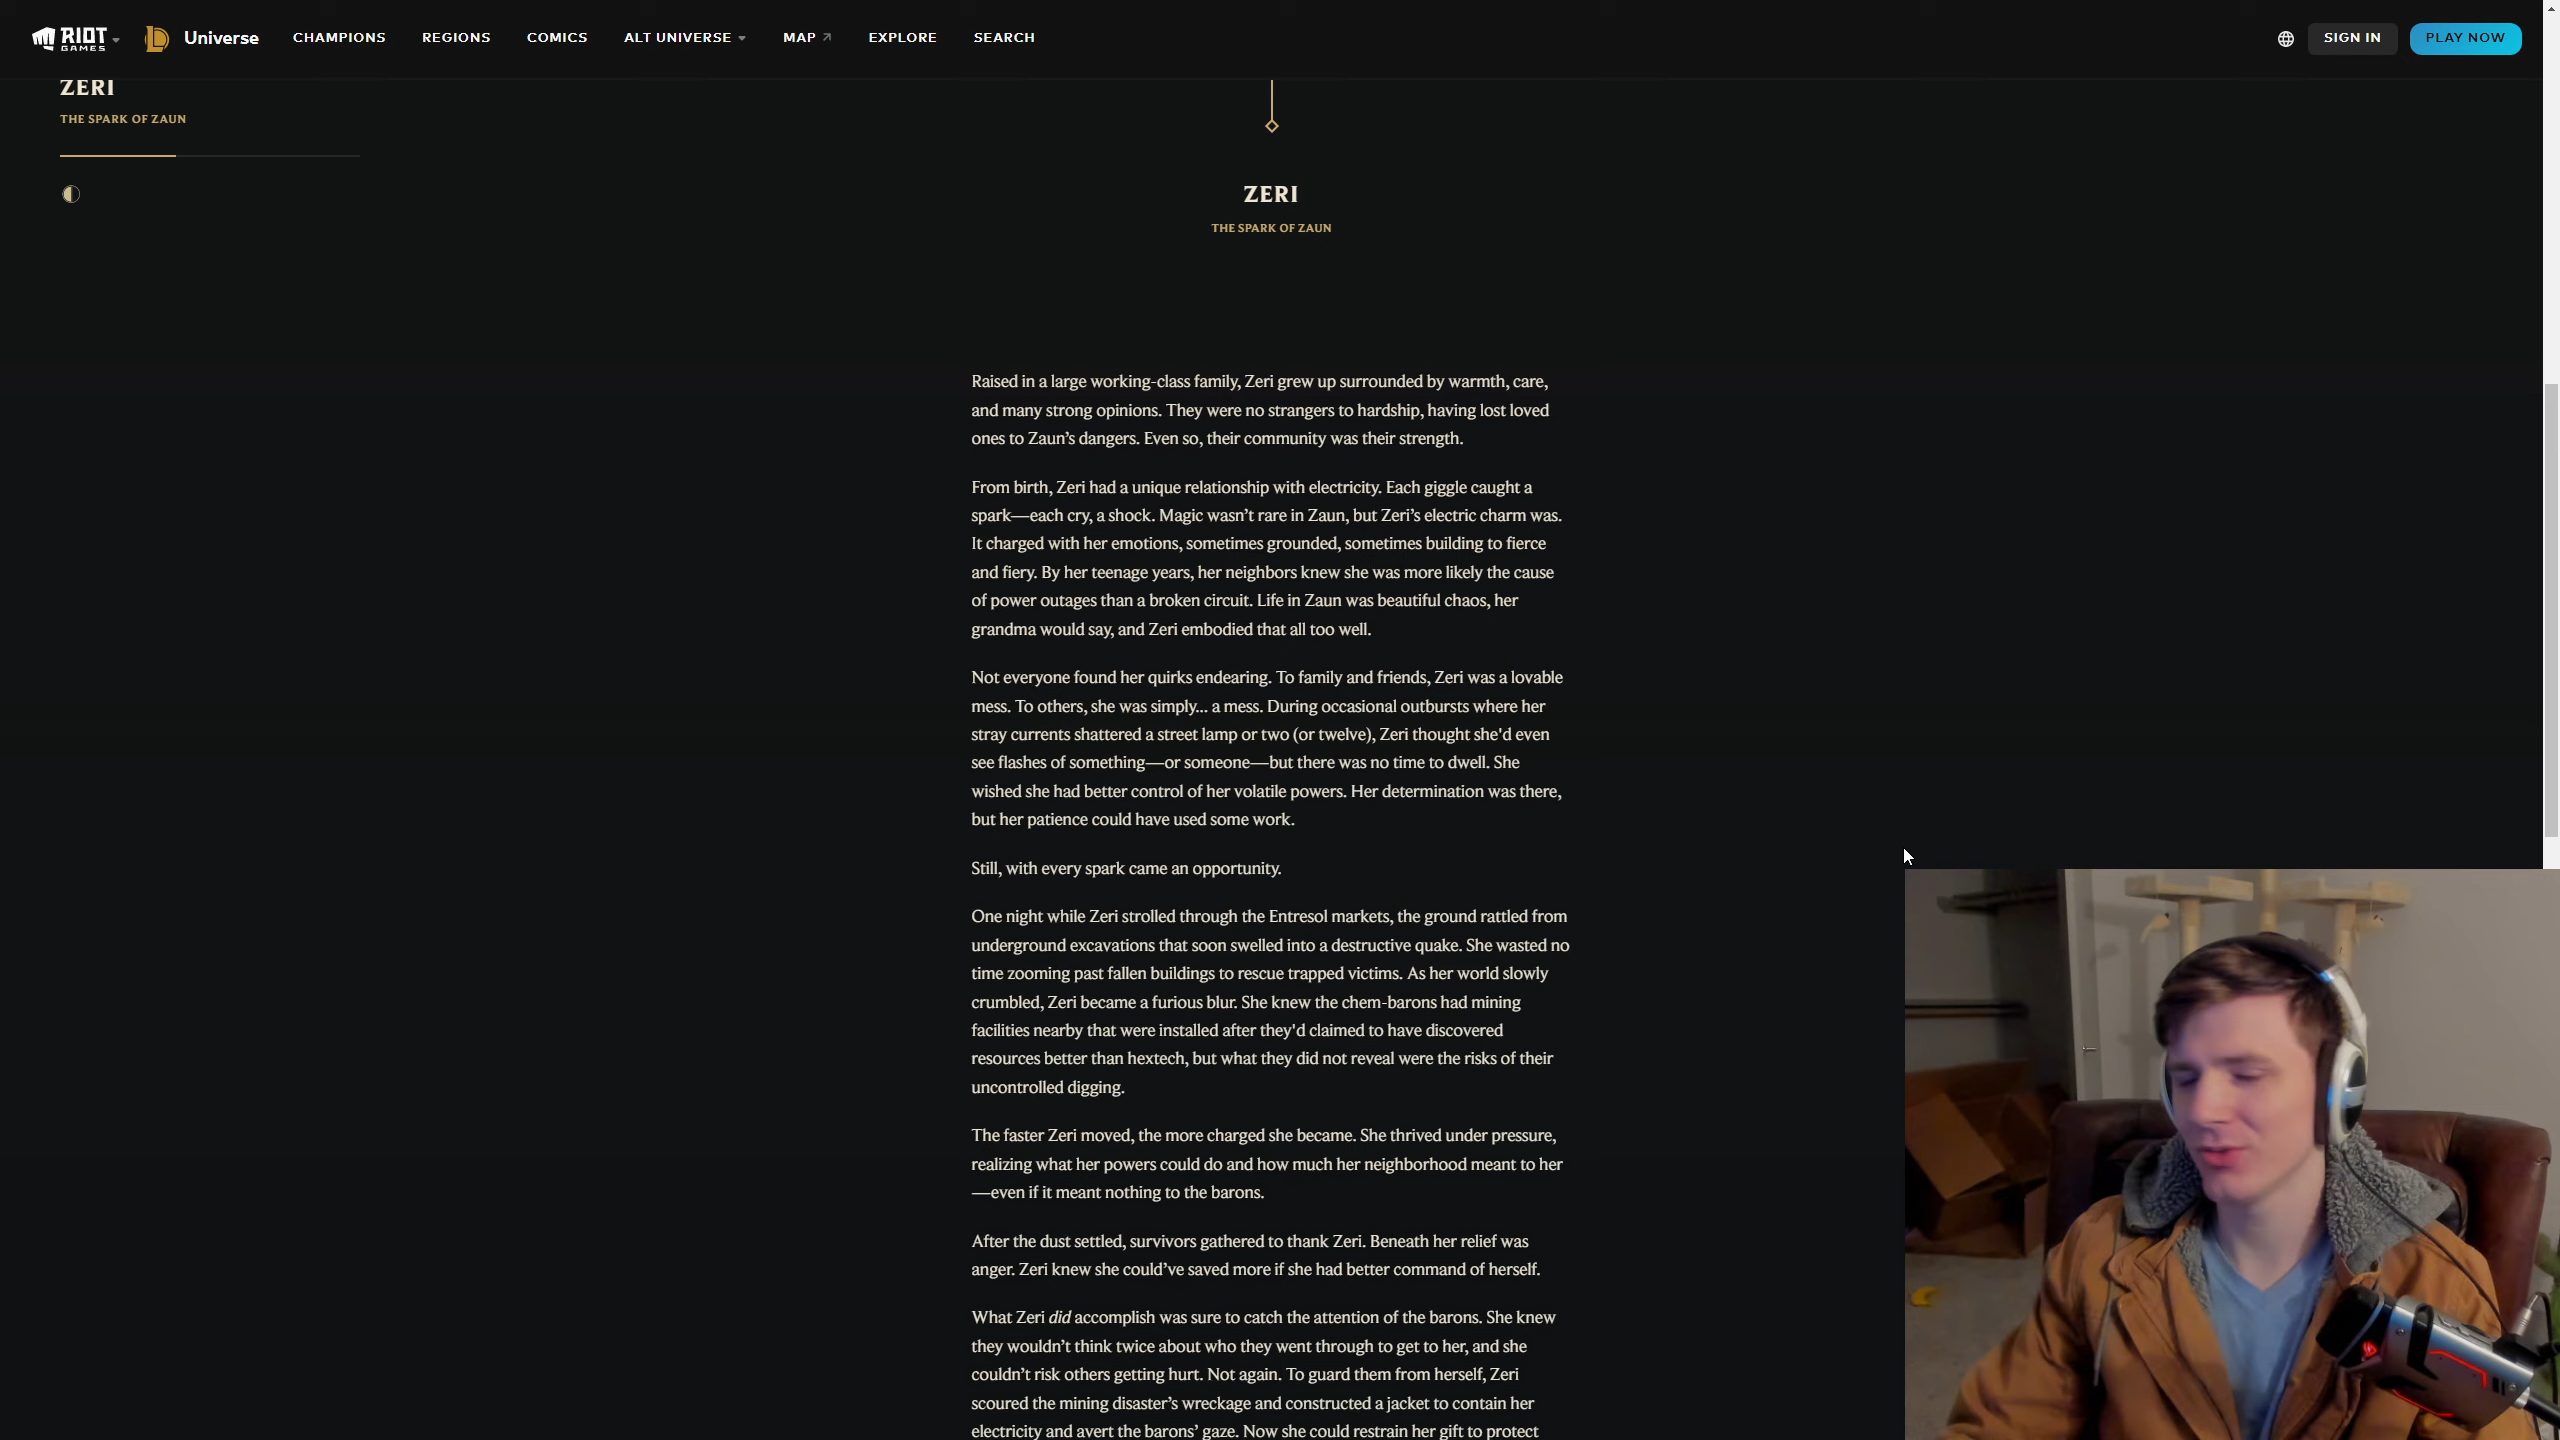 RIOT GAMES Universe CHAMPIONS REGIONS COMICS ALT UNIVERSE MAP EXPLORE SEARCH SIGN IN PLAY NOW
ZERI
THE SPARK OF ZAUN
ZERI
THE SPARK OF ZAUN
Raised in a large working-class family, Zeri grew up surrounded by warmth, care,
and many strong opinions. They were no strangers to hardship, having lost loved
ones to Zaun’s dangers. Even so, their community was their strength.
From birth, Zeri had a unique relationship with electricity. Each giggle caught a
spark—each cry, a shock. Magic wasn’t rare in Zaun, but Zeri’s electric charm was.
It charged with her emotions, sometimes grounded, sometimes building to fierce
and fiery. By her teenage years, her neighbors knew she was more likely the cause
of power outages than a broken circuit. Life in Zaun was beautiful chaos, her
grandma would say, and Zeri embodied that all too well.
Not everyone found her quirks endearing. To family and friends, Zeri was a lovable
mess. To others, she was simply... a mess. During occasional outbursts where her
stray currents shattered a street lamp or two (or twelve), Zeri thought she'd even
see flashes of something—or someone—but there was no time to dwell. She
wished she had better control of her volatile powers. Her determination was there,
but her patience could have used some work.
Still, with every spark came an opportunity.
One night while Zeri strolled through the Entresol markets, the ground rattled from
underground excavations that soon swelled into a destructive quake. She wasted no
time zooming past fallen buildings to rescue trapped victims. As her world slowly
crumbled, Zeri became a furious blur. She knew the chem-barons had mining
facilities nearby that were installed after they'd claimed to have discovered
resources better than hextech, but what they did not reveal were the risks of their
uncontrolled digging.
The faster Zeri moved, the more charged she became. She thrived under pressure,
realizing what her powers could do and how much her neighborhood meant to her
—even if it meant nothing to the barons.
After the dust settled, survivors gathered to thank Zeri. Beneath her relief was
anger. Zeri knew she could’ve saved more if she had better command of herself.
What Zeri did accomplish was sure to catch the attention of the barons. She knew
they wouldn’t think twice about who they went through to get to her, and she
couldn’t risk others getting hurt. Not again. To guard them from herself, Zeri
scoured the mining disaster’s wreckage and constructed a jacket to contain her
electricity and avert the barons’ gaze. Now she could restrain her gift to protect